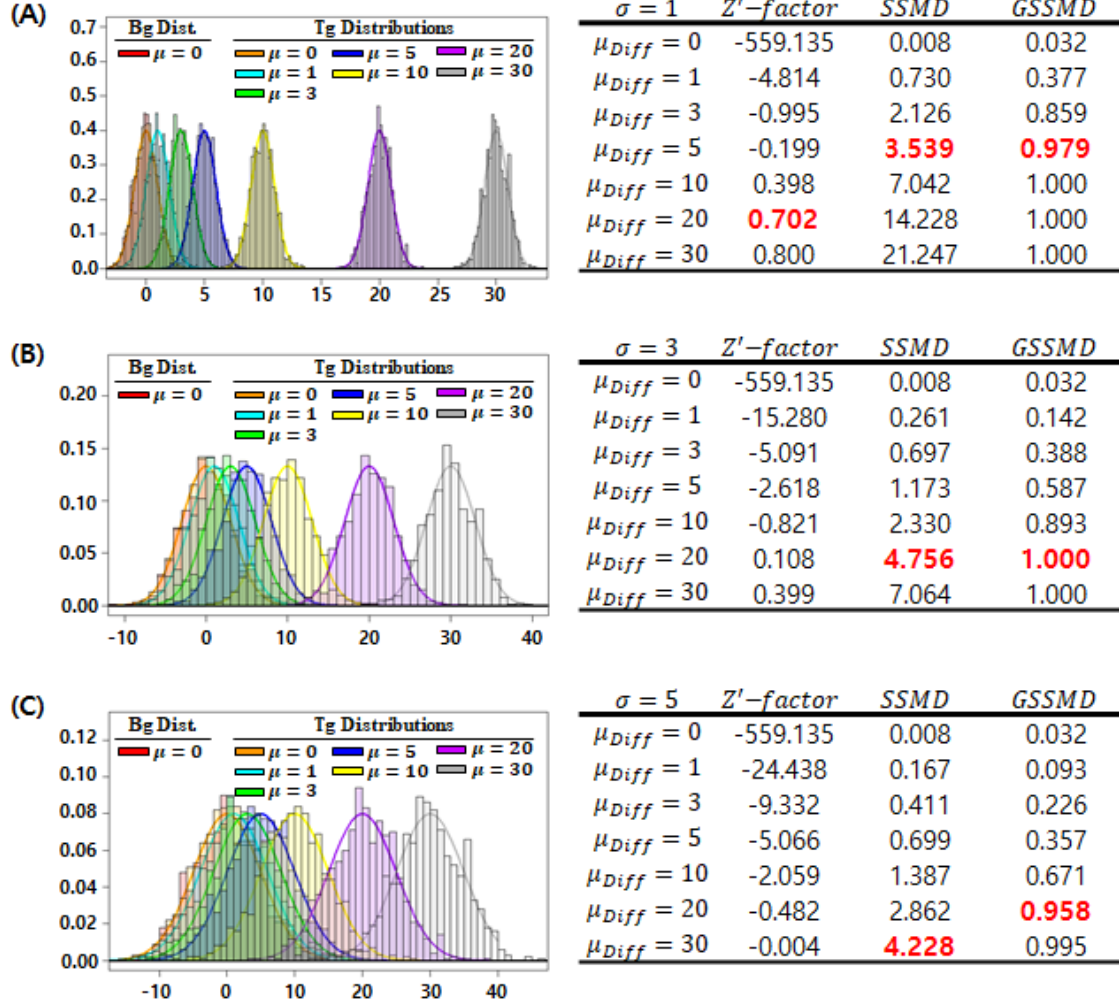 (A)
Bg Dist. Tg Distributions
μ = 0 μ = 0 μ = 5 μ = 20
μ = 1 μ = 10 μ = 30
μ = 3
0.7
0.6
0.5
0.4
0.3
0.2
0.1
0.0
0 5 10 15 20 25 30
σ = 1 Z′−factor SSMD GSSMD
μDiff = 0 -559.135 0.008 0.032
μDiff = 1 -4.814 0.730 0.377
μDiff = 3 -0.995 2.126 0.859
μDiff = 5 -0.199 3.539 0.979
μDiff = 10 0.398 7.042 1.000
μDiff = 20 0.702 14.228 1.000
μDiff = 30 0.800 21.247 1.000
(B)
Bg Dist. Tg Distributions
μ = 0 μ = 0 μ = 5 μ = 20
μ = 1 μ = 10 μ = 30
μ = 3
0.20
0.15
0.10
0.05
0.00
-10 0 10 20 30 40
σ = 3 Z′−factor SSMD GSSMD
μDiff = 0 -559.135 0.008 0.032
μDiff = 1 -15.280 0.261 0.142
μDiff = 3 -5.091 0.697 0.388
μDiff = 5 -2.618 1.173 0.587
μDiff = 10 -0.821 2.330 0.893
μDiff = 20 0.108 4.756 1.000
μDiff = 30 0.399 7.064 1.000
(C)
Bg Dist. Tg Distributions
μ = 0 μ = 0 μ = 5 μ = 20
μ = 1 μ = 10 μ = 30
μ = 3
0.12
0.10
0.08
0.06
0.04
0.02
0.00
-10 0 10 20 30 40
σ = 5 Z′−factor SSMD GSSMD
μDiff = 0 -559.135 0.008 0.032
μDiff = 1 -24.438 0.167 0.093
μDiff = 3 -9.332 0.411 0.226
μDiff = 5 -5.066 0.699 0.357
μDiff = 10 -2.059 1.387 0.671
μDiff = 20 -0.482 2.862 0.958
μDiff = 30 -0.004 4.228 0.995